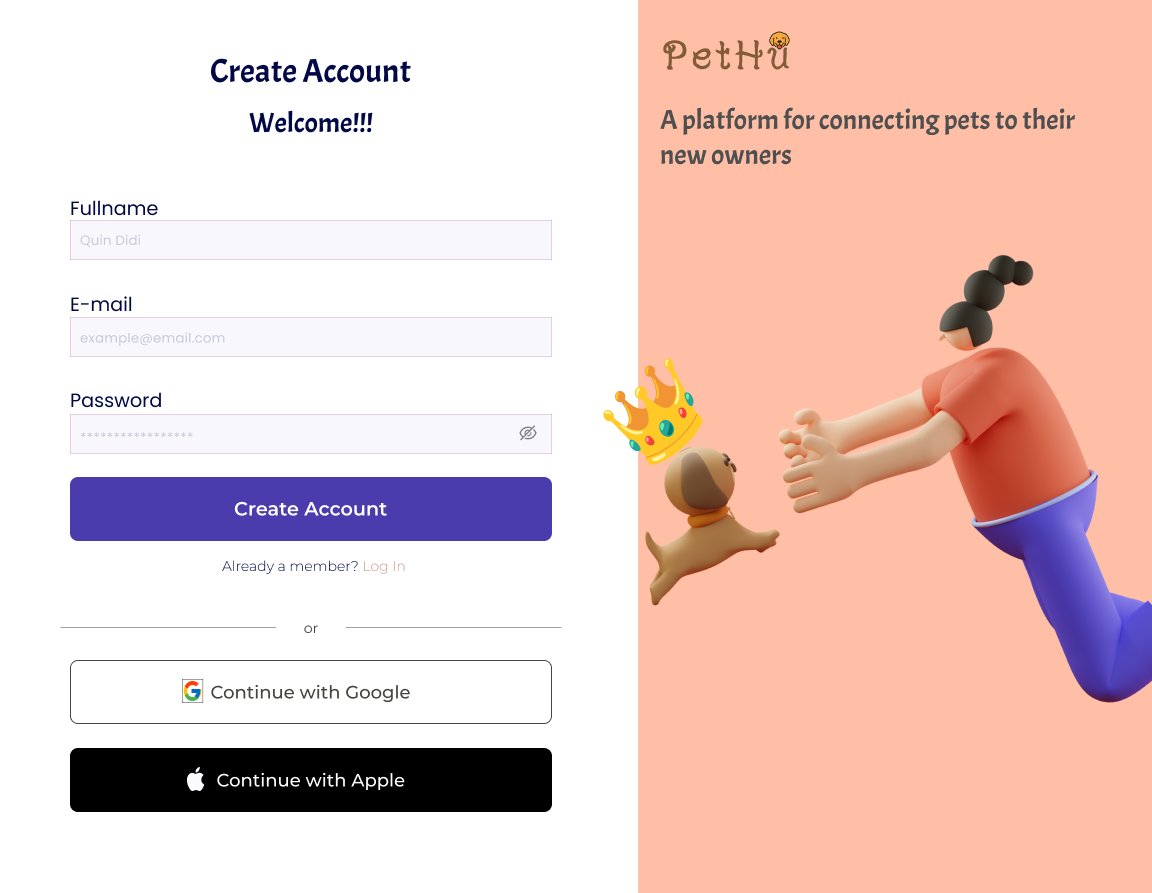 Create Account
Welcome!!!
Fullname
Quin Didi
E-mail
example@email.com
Password
*****************
Create Account
Already a member? Log In
or
Continue with Google
Continue with Apple
PetHu
A platform for connecting pets to their
new owners